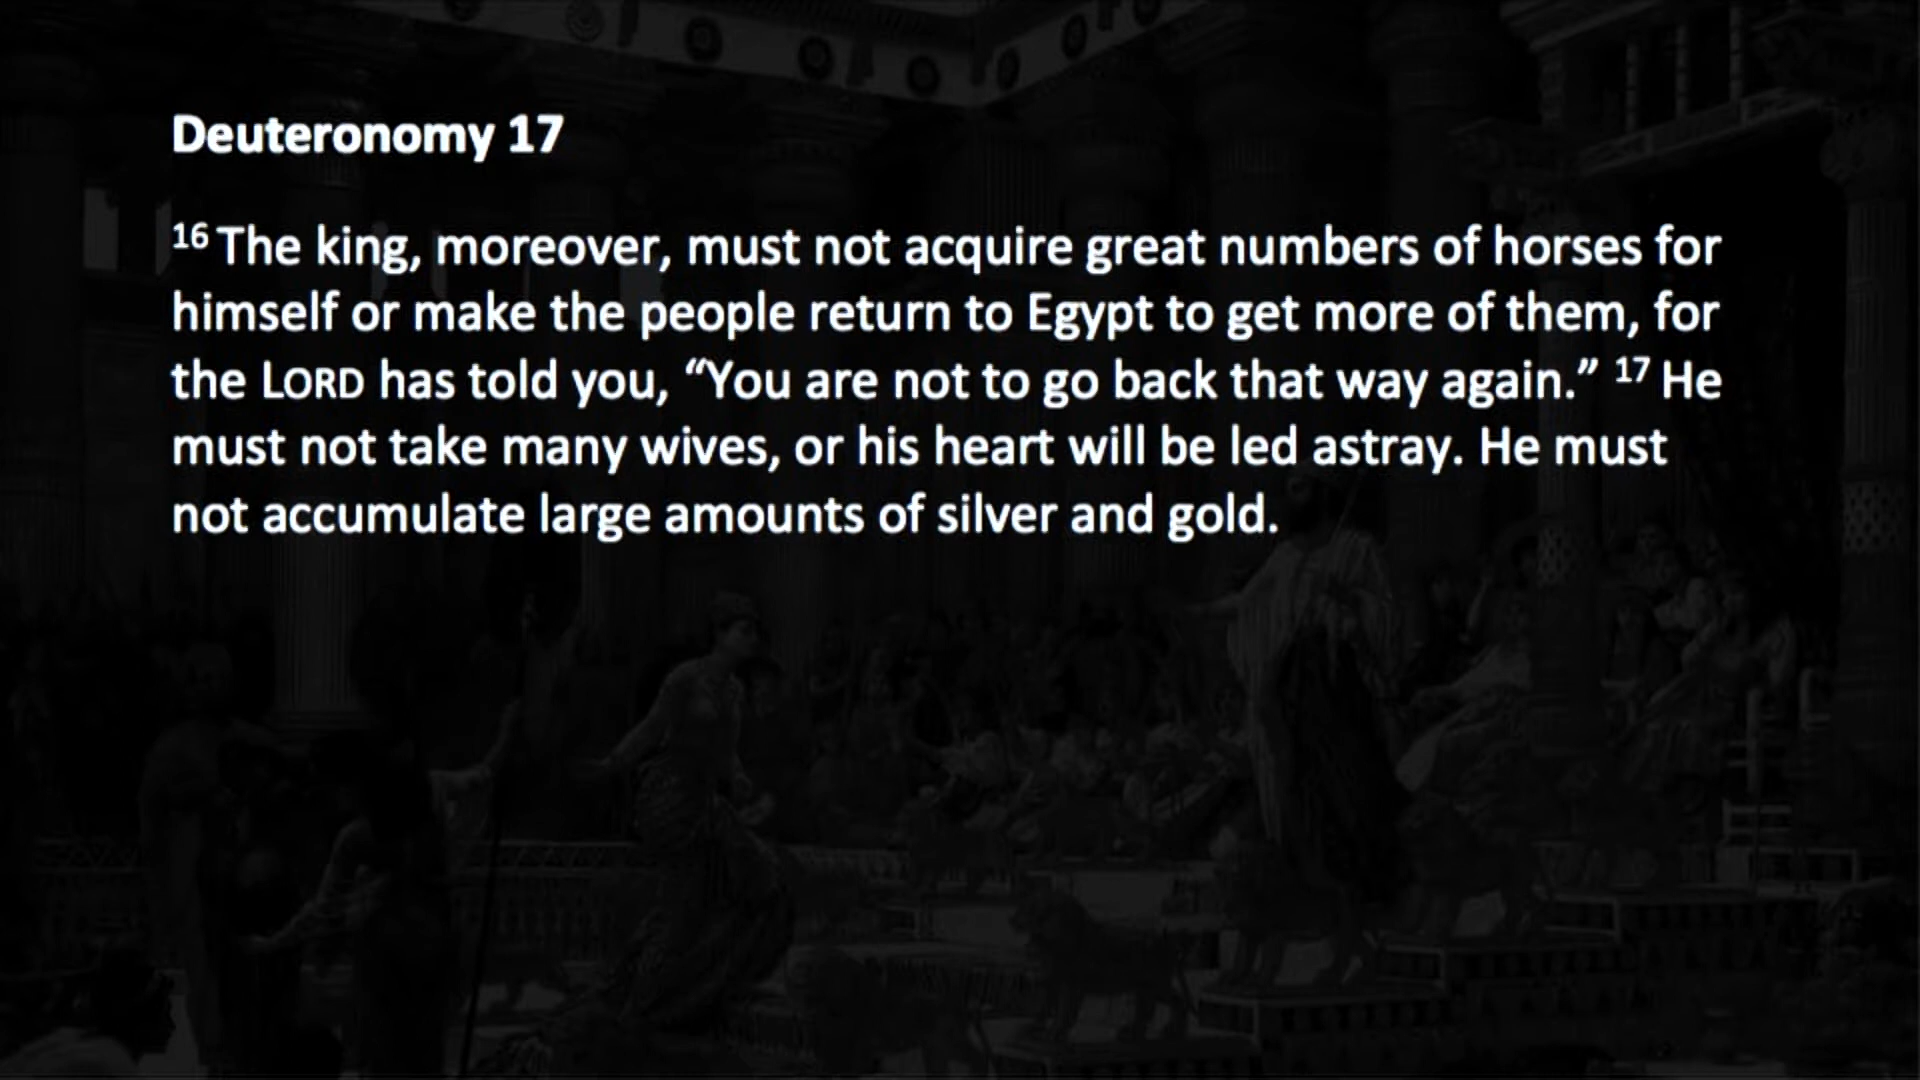 Deuteronomy 17
16 The king, moreover, must not acquire great numbers of horses for
himself or make the people return to Egypt to get more of them, for
the LORD has told you, “You are not to go back that way again.” 17 He
must not take many wives, or his heart will be led astray. He must
not accumulate large amounts of silver and gold.